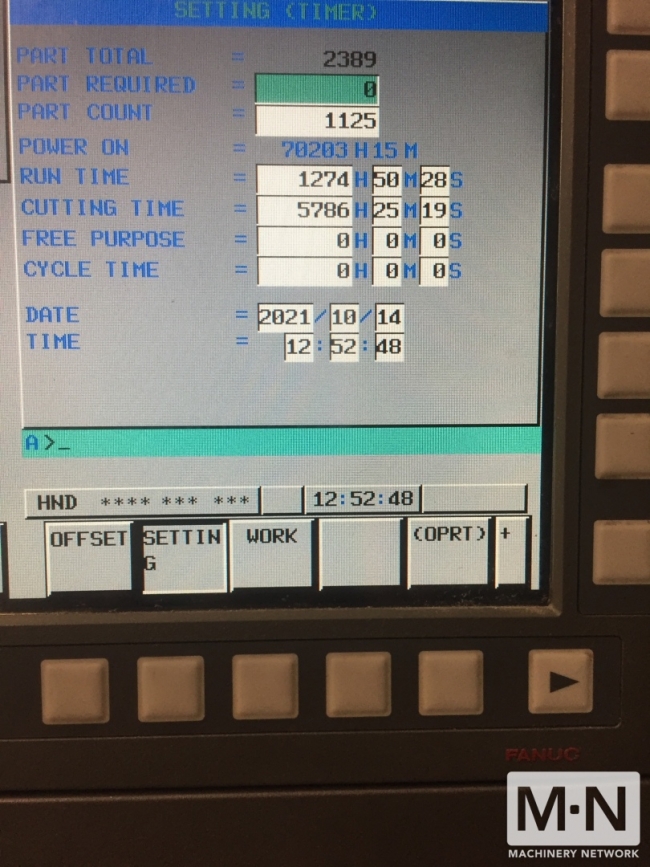 SETTING (TIMER)
PART TOTAL = 2389
PART REQUIRED = 0
PART COUNT = 1125
POWER ON = 70203 H 15 M
RUN TIME = 1274 H 50 M 28 S
CUTTING TIME = 5786 H 25 M 19 S
FREE PURPOSE = 0 H 0 M 0 S
CYCLE TIME = 0 H 0 M 0 S
DATE = 2021/10/14
TIME = 12:52:48
A>_
HND **** *** *** 12:52:48
OFFSET SETTIN WORK (OPRT) +
G
FANUC
M·N
MACHINERY NETWORK